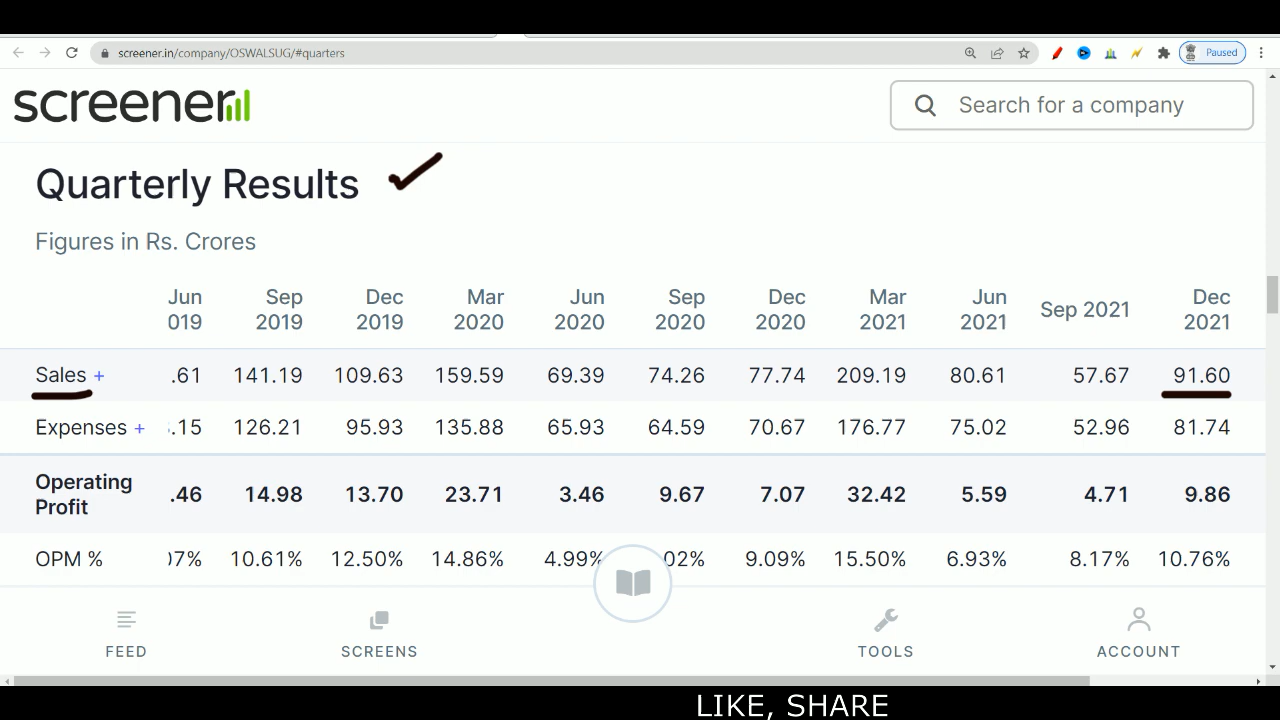 screener.in/company/OSWALSUG/#quarters
Paused
screener
Search for a company
Quarterly Results
Figures in Rs. Crores
Jun Sep Dec Mar Jun Sep Dec Mar Jun Sep 2021 Dec
019 2019 2019 2020 2020 2020 2020 2021 2021 2021
Sales + .61 141.19 109.63 159.59 69.39 74.26 77.74 209.19 80.61 57.67 91.60
Expenses + .15 126.21 95.93 135.88 65.93 64.59 70.67 176.77 75.02 52.96 81.74
Operating
Profit .46 14.98 13.70 23.71 3.46 9.67 7.07 32.42 5.59 4.71 9.86
OPM % 07% 10.61% 12.50% 14.86% 4.99% 02% 9.09% 15.50% 6.93% 8.17% 10.76%
FEED SCREENS TOOLS ACCOUNT
LIKE, SHARE